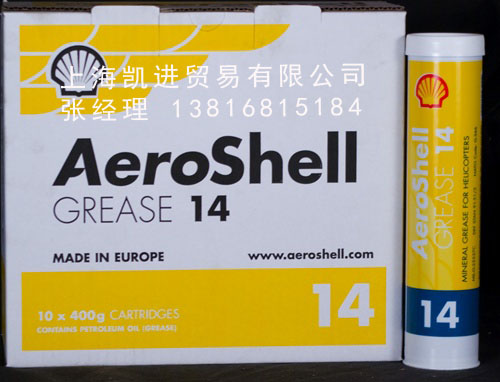 上海凯进贸易有限公司
张经理 13816815184
AeroShell
GREASE 14
MADE IN EUROPE
www.aeroshell.com
10 x 400g CARTRIDGES
CONTAINS PETROLEUM OIL (GREASE)
14
AeroShell
GREASE 14
MINERAL GREASE FOR HELICOPTERS
14